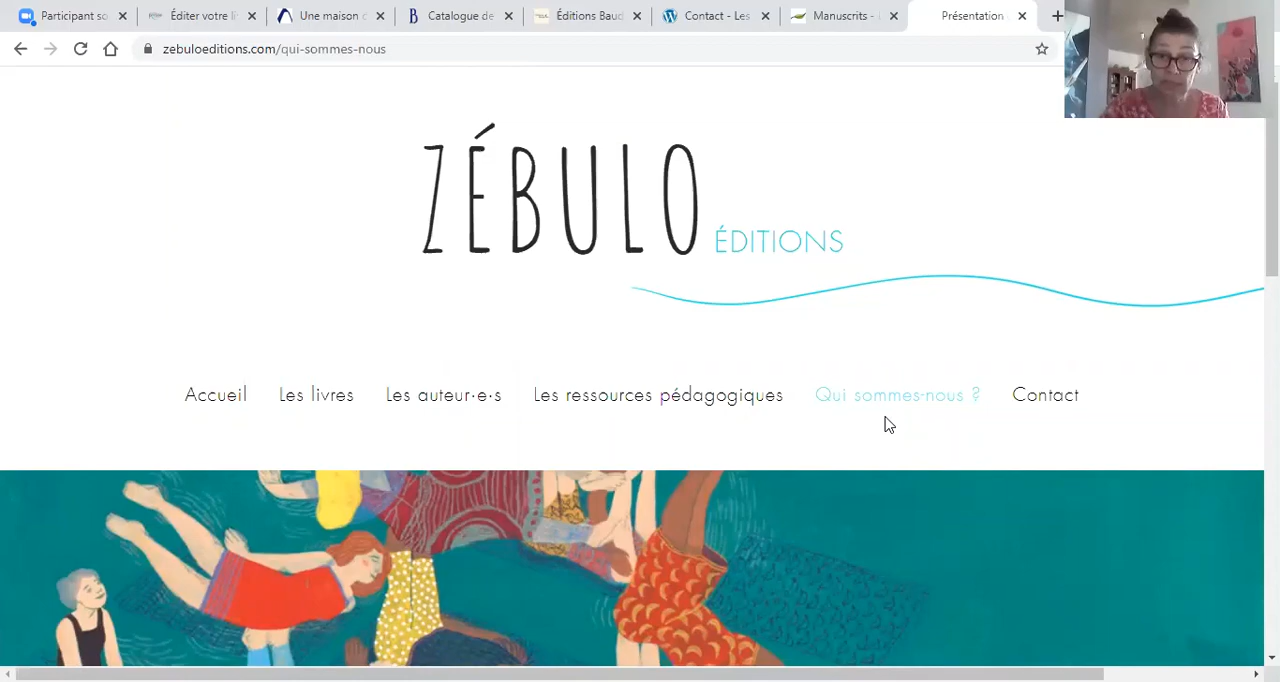 Participant so
Éditer votre li
Une maison c
Catalogue de
Éditions Baud
Contact - Les
Manuscrits -
Présentation
zebuloeditions.com/qui-sommes-nous
ZÉBULO
ÉDITIONS
Accueil
Les livres
Les auteur·e·s
Les ressources pédagogiques
Qui sommes-nous ?
Contact